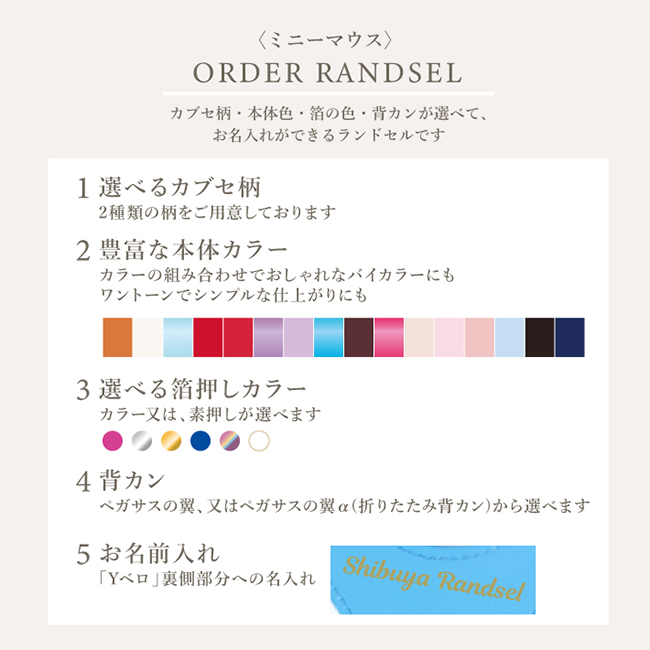 〈ミニーマウス〉
ORDER RANDSEL
カブセ柄・本体色・箔の色・背カンが選べて、
お名入れができるランドセルです
1 選べるカブセ柄
2種類の柄をご用意しております
2 豊富な本体カラー
カラーの組み合わせでおしゃれなバイカラーにも
ワントーンでシンプルな仕上がりにも
3 選べる箔押しカラー
カラー又は、素押しが選べます
4 背カン
ペガサスの翼、又はペガサスの翼α(折りたたみ背カン)から選べます
5 お名前入れ
「Yベロ」裏側部分への名入れ
Shibuya Randsel